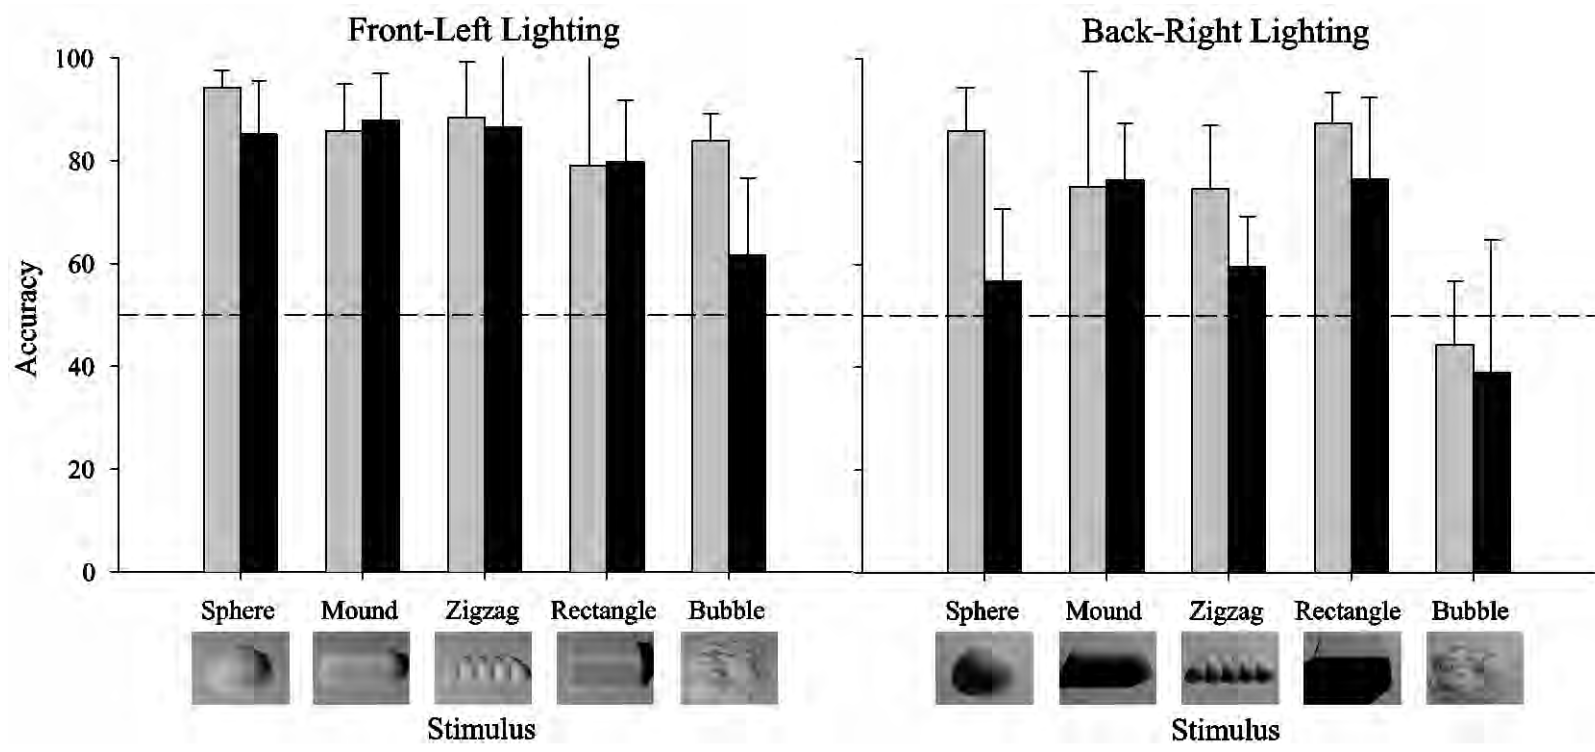 Front-Left Lighting
Back-Right Lighting
100
80
60
40
20
0
Accuracy
Sphere Mound Zigzag Rectangle Bubble
Sphere Mound Zigzag Rectangle Bubble
Stimulus
Stimulus